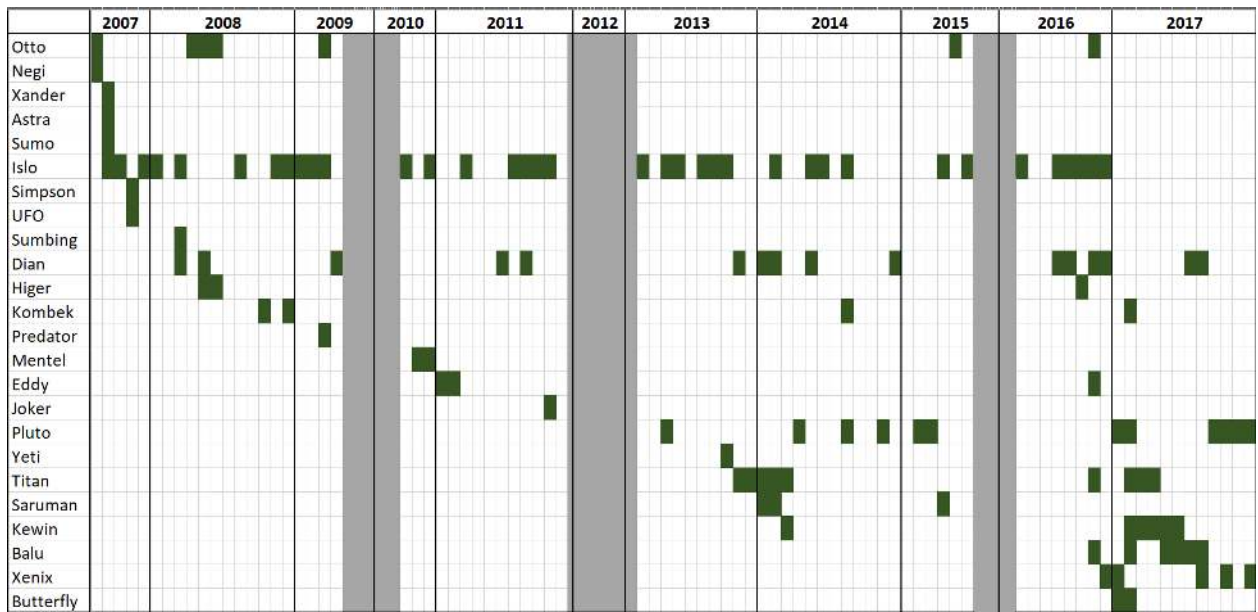 2007 2008 2009 2010 2011 2012 2013 2014 2015 2016 2017
Otto
Negi
Xander
Astra
Sumo
Islo
Simpson
UFO
Sumbing
Dian
Higer
Kombek
Predator
Mentel
Eddy
Joker
Pluto
Yeti
Titan
Saruman
Kewin
Balu
Xenix
Butterfly